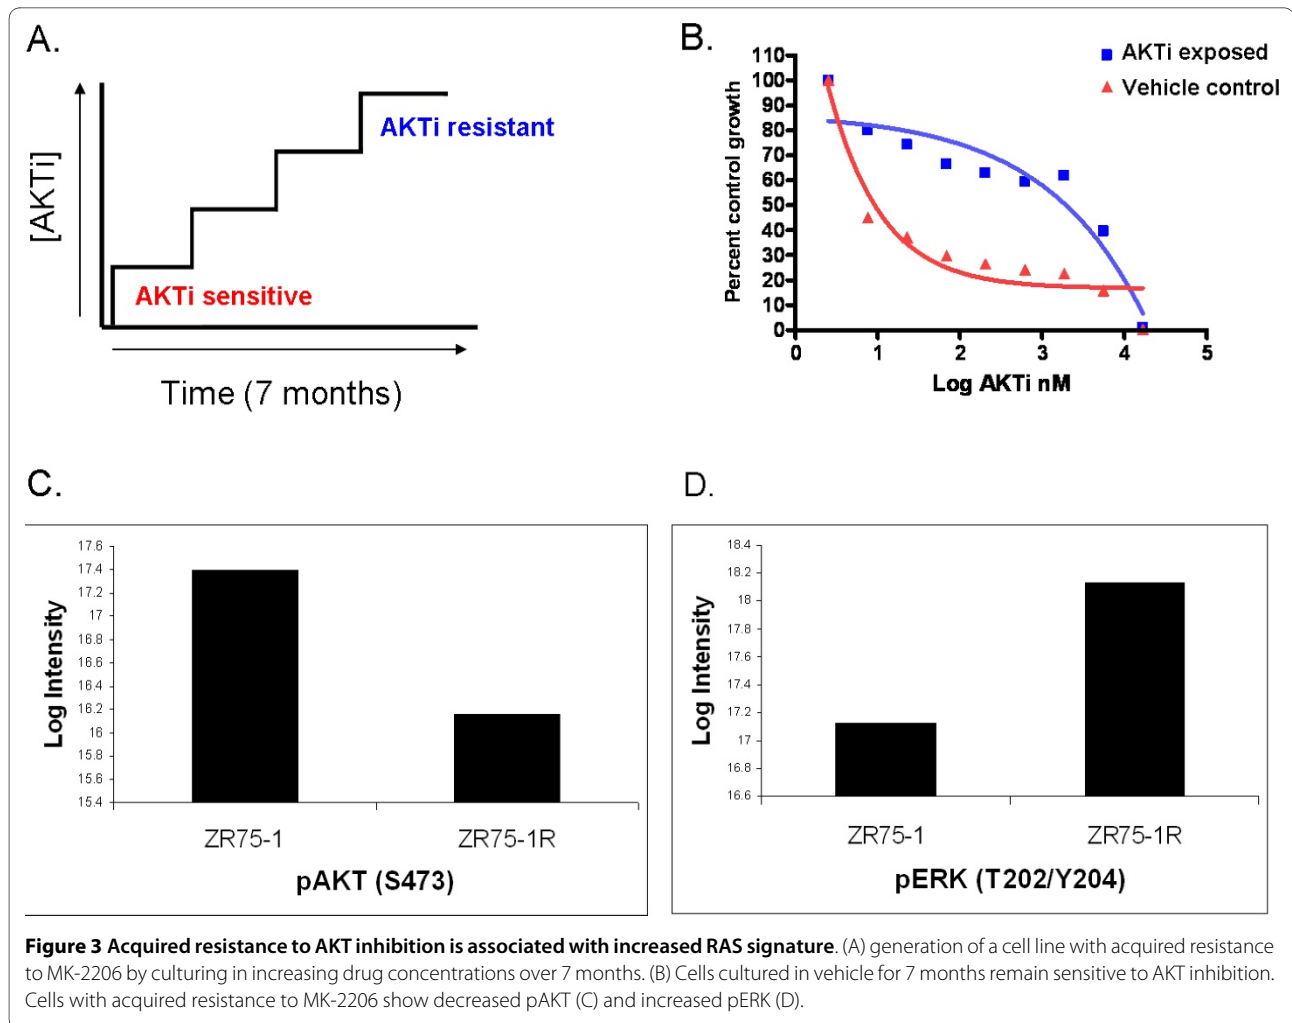 A.
[AKTi]
AKTi resistant
AKTi sensitive
Time (7 months)
B.
110
100
90
80
70
60
50
40
30
20
10
0
Percent control growth
AKTi exposed
Vehicle control
0 1 2 3 4 5
Log AKTi nM
C.
17.6
17.4
17.2
17
16.8
16.6
16.4
16.2
16
15.8
15.6
15.4
Log Intensity
ZR75-1 ZR75-1R
pAKT (S473)
D.
18.4
18.2
18
17.8
17.6
17.4
17.2
17
16.8
16.6
Log Intensity
ZR75-1 ZR75-1R
pERK (T202/Y204)
Figure 3 Acquired resistance to AKT inhibition is associated with increased RAS signature. (A) generation of a cell line with acquired resistance
to MK-2206 by culturing in increasing drug concentrations over 7 months. (B) Cells cultured in vehicle for 7 months remain sensitive to AKT inhibition.
Cells with acquired resistance to MK-2206 show decreased pAKT (C) and increased pERK (D).